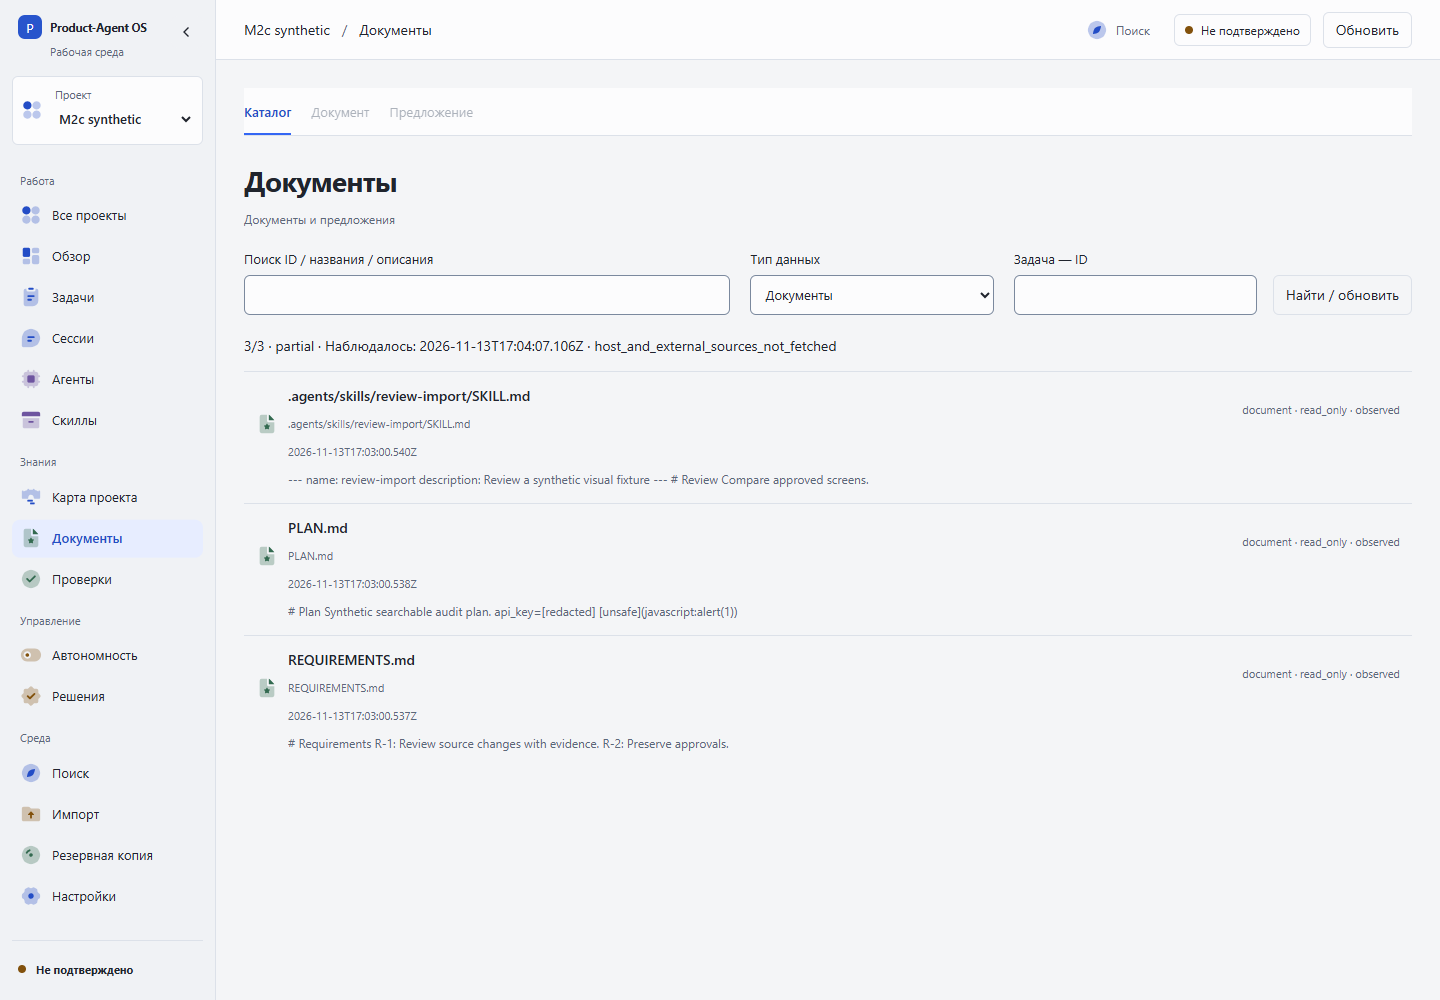 P
Product-Agent OS
Рабочая среда
Проект
M2c synthetic
Работа
Все проекты
Обзор
Задачи
Сессии
Агенты
Скиллы
Знания
Карта проекта
Документы
Проверки
Управление
Автономность
Решения
Среда
Поиск
Импорт
Резервная копия
Настройки
Не подтверждено
M2c synthetic / Документы
Поиск
Не подтверждено
Обновить
Каталог Документ Предложение
Документы
Документы и предложения
Поиск ID / названия / описания
Тип данных
Документы
Задача — ID
Найти / обновить
3/3 · partial · Наблюдалось: 2026-11-13T17:04:07.106Z · host_and_external_sources_not_fetched
.agents/skills/review-import/SKILL.md
.agents/skills/review-import/SKILL.md
2026-11-13T17:03:00.540Z
--- name: review-import description: Review a synthetic visual fixture --- # Review Compare approved screens.
document · read_only · observed
PLAN.md
PLAN.md
2026-11-13T17:03:00.538Z
# Plan Synthetic searchable audit plan. api_key=[redacted] [unsafe](javascript:alert(1))
document · read_only · observed
REQUIREMENTS.md
REQUIREMENTS.md
2026-11-13T17:03:00.537Z
# Requirements R-1: Review source changes with evidence. R-2: Preserve approvals.
document · read_only · observed